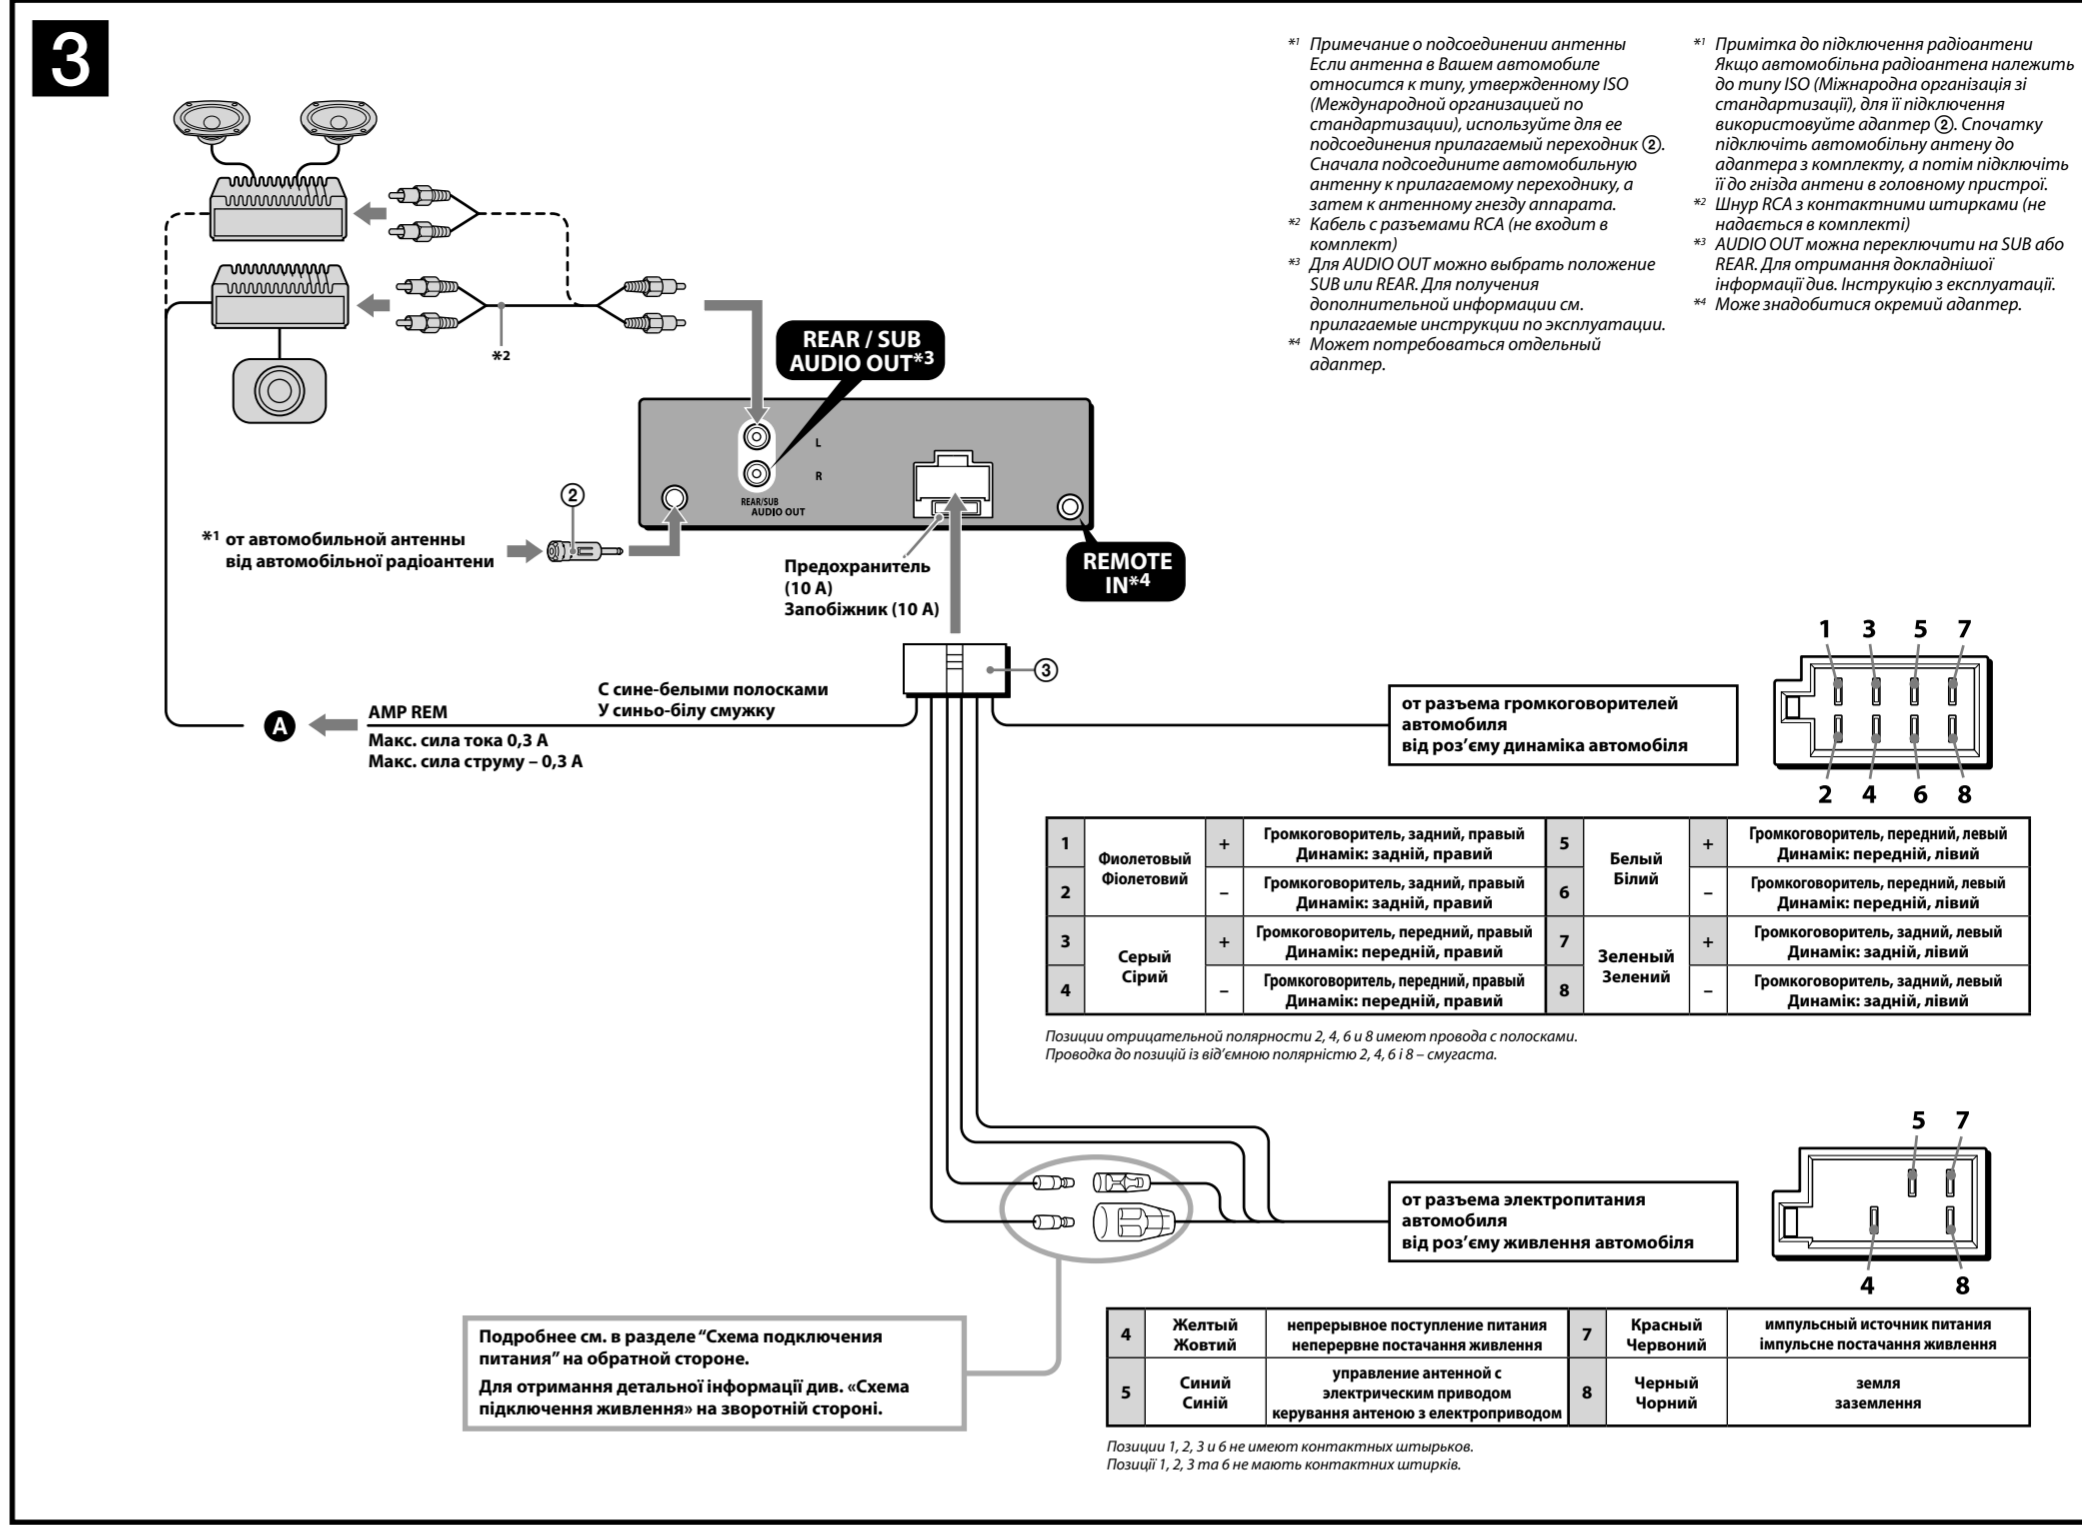 3
*1 Примечание о подсоединении антенны
Если антенна в Вашем автомобиле
относится к типу, утвержденному ISO
(Международной организацией по
стандартизации), используйте для ее
подсоединения прилагаемый переходник ②.
Сначала подсоедините автомобильную
антенну к прилагаемому переходнику, а
затем к антенному гнезду аппарата.
*2 Кабель с разъемами RCA (не входит в
комплект)
*3 Для AUDIO OUT можно выбрать положение
SUB или REAR. Для получения
дополнительной информации см.
прилагаемые инструкции по эксплуатации.
*4 Может потребоваться отдельный
адаптер.
*1 Примітка до підключення радіоантени
Якщо автомобільна радіоантена належить
до типу ISO (Міжнародна організація зі
стандартизації), для її підключення
використовуйте адаптер ②. Спочатку
підключіть автомобільну антену до
адаптера з комплекту, а потім підключіть
її до гнізда антени в головному пристрої.
*2 Шнур RCA з контактними штирками (не
надається в комплекті)
*3 AUDIO OUT можна переключити на SUB або
REAR. Для отримання докладнішої
інформації див. Інструкцію з експлуатації.
*4 Може знадобитися окремий адаптер.
*2
REAR / SUB
AUDIO OUT*3
L
R
REAR/SUB
AUDIO OUT
②
*1 от автомобильной антенны
від автомобільної радіоантени
Предохранитель
(10 A)
Запобіжник (10 A)
REMOTE
IN*4
③
С сине-белыми полосками
У синьо-білу смужку
A
AMP REM
Макс. сила тока 0,3 A
Макс. сила струму – 0,3 A
от разъема громкоговорителей
автомобиля
від роз’єму динаміка автомобіля
1 3 5 7
2 4 6 8
1 Фиолетовый + Громкоговоритель, задний, правый 5 Белый + Громкоговоритель, передний, левый
Фіолетовий Динамік: задній, правий Білий Динамік: передній, лівий
2 – Громкоговоритель, задний, правый 6 – Громкоговоритель, передний, левый
Динамік: задній, правий Динамік: передній, лівий
3 Серый + Громкоговоритель, передний, правый 7 Зеленый + Громкоговоритель, задний, левый
Сірий Динамік: передній, правий Зелений Динамік: задній, лівий
4 – Громкоговоритель, передний, правый 8 – Громкоговоритель, задний, левый
Динамік: передній, правий Динамік: задній, лівий
Позиции отрицательной полярности 2, 4, 6 и 8 имеют провода с полосками.
Проводка до позицій із від’ємною полярністю 2, 4, 6 і 8 – смугаста.
5 7
4 8
от разъема электропитания
автомобиля
від роз’єму живлення автомобіля
Подробнее см. в разделе “Схема подключения
питания” на обратной стороне.
Для отримання детальної інформації див. «Схема
підключення живлення» на зворотній стороні.
4 Желтый непрерывное поступление питания 7 Красный импульсный источник питания
Жовтий неперервне постачання живлення Червоний імпульсне постачання живлення
5 Синий управление антенной с 8 Черный земля
Синій электрическим приводом Чорний заземлення
керування антеною з електроприводом
Позиции 1, 2, 3 и 6 не имеют контактных штырьков.
Позиції 1, 2, 3 та 6 не мають контактних штирків.